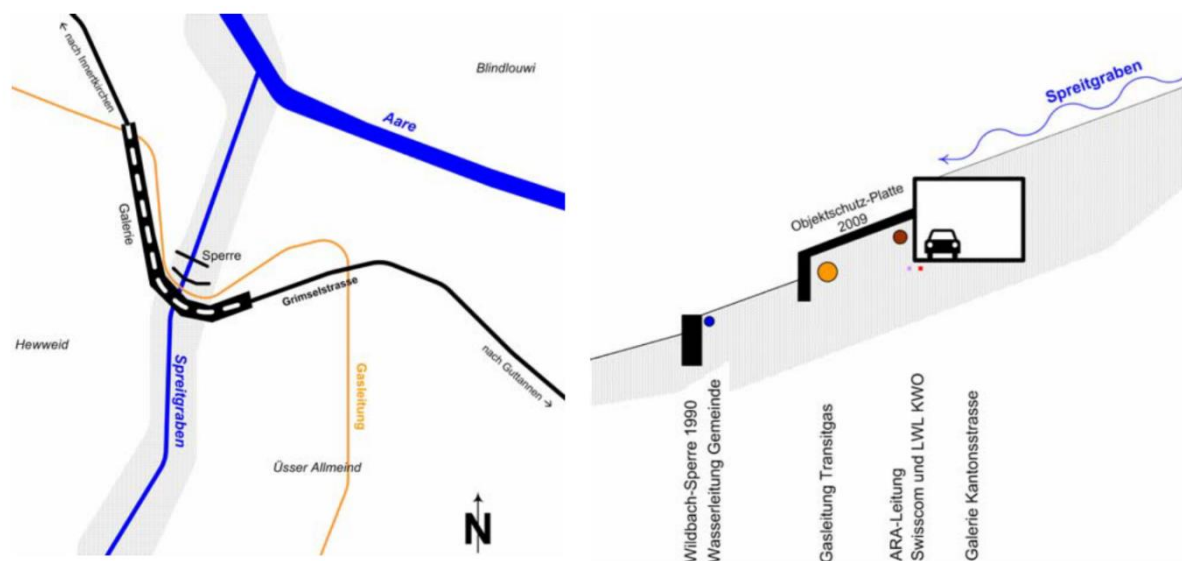 ← nach Innertkirchen
Blindlouwi
Aare
Galerie
Sperre
Grimselstrasse
Hewweid
Spreitgraben
Gasleitung
nach Guttannen →
Üsser Allmeind
N
Spreitgraben
Objektschutz-Platte
2009
Wildbach-Sperre 1990
Wasserleitung Gemeinde
Gasleitung Transitgas
ARA-Leitung
Swisscom und LWL KWO
Galerie Kantonsstrasse